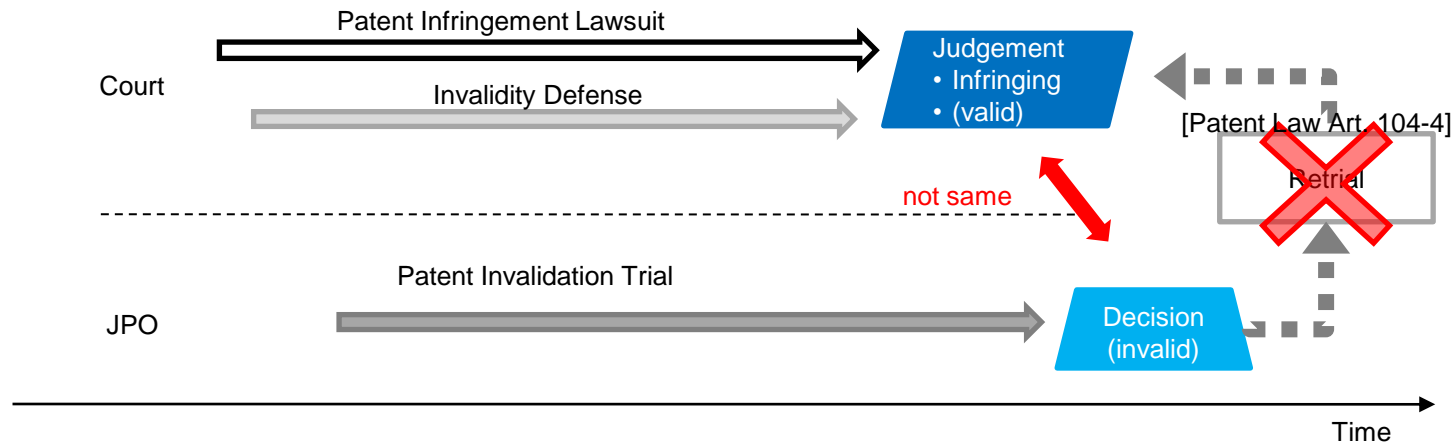 Patent Infringement Lawsuit
Court
Invalidity Defense
Judgement
• Infringing
• (valid)
[Patent Law Art. 104-4]
Retrial
not same
Patent Invalidation Trial
JPO
Decision
(invalid)
Time